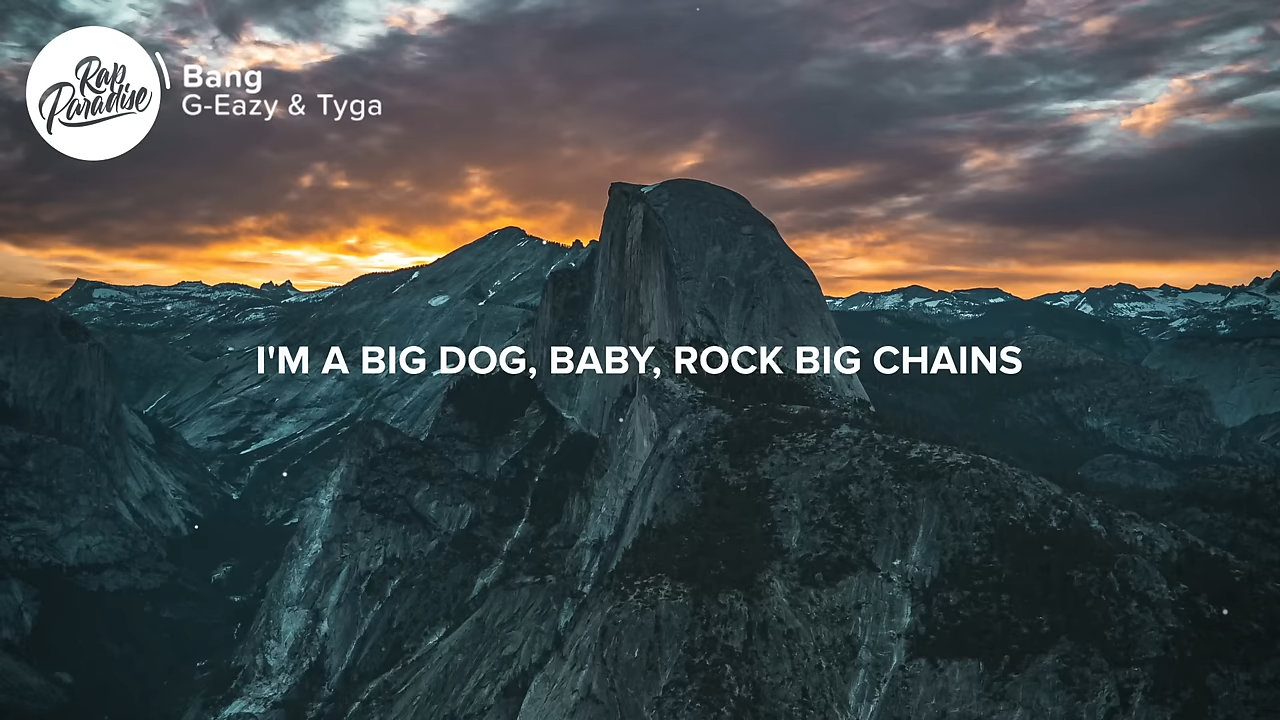 Rap
Paradise
Bang
G-Eazy & Tyga
I'M A BIG DOG, BABY, ROCK BIG CHAINS